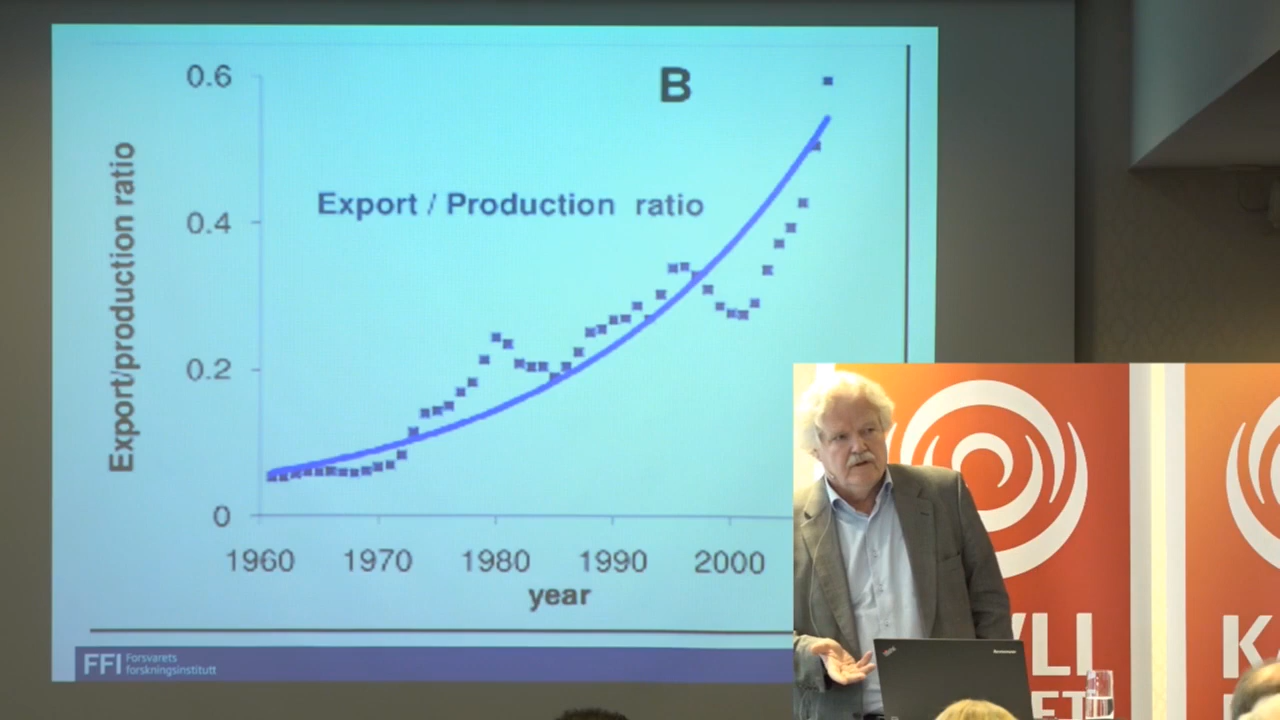 B
Export / Production ratio
Export/production ratio
0.6
0.4
0.2
0
1960 1970 1980 1990 2000
year
FFI Forsvarets
forskningsinstitutt
ThinkPad